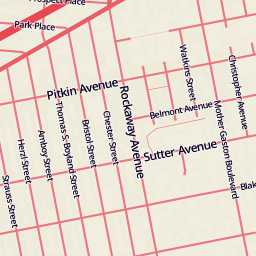 Prospect Place
Park Place
Watkins Street
Christopher Avenue
Pitkin Avenue
Rockaway Avenue
Belmont Avenue
Thomas S. Boyland Street
Bristol Street
Chester Street
Mother Gaston Boulevard
Amboy Street
Herzl Street
Sutter Avenue
Strauss Street
Blak